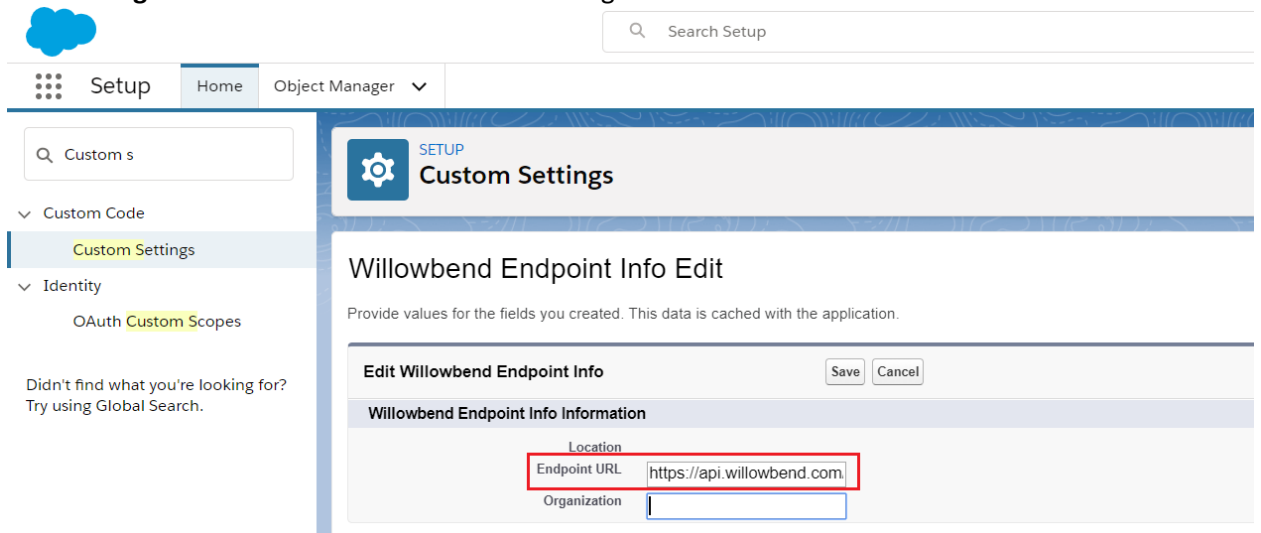 Search Setup
Setup Home Object Manager
Custom s
SETUP
Custom Settings
Custom Code
Custom Settings
Identity
OAuth Custom Scopes
Didn't find what you're looking for?
Try using Global Search.
Willowbend Endpoint Info Edit
Provide values for the fields you created. This data is cached with the application.
Edit Willowbend Endpoint Info Save Cancel
Willowbend Endpoint Info Information
Location
Endpoint URL https://api.willowbend.com
Organization